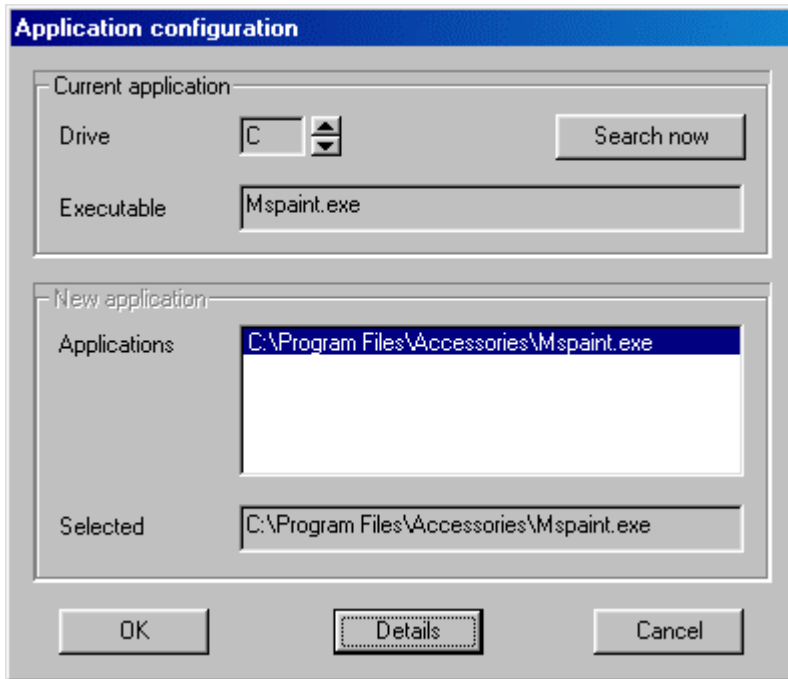 Application configuration
Current application
Drive C Search now
Executable Mspaint.exe
New application
Applications C:\Program Files\Accessories\Mspaint.exe
Selected C:\Program Files\Accessories\Mspaint.exe
OK Details Cancel